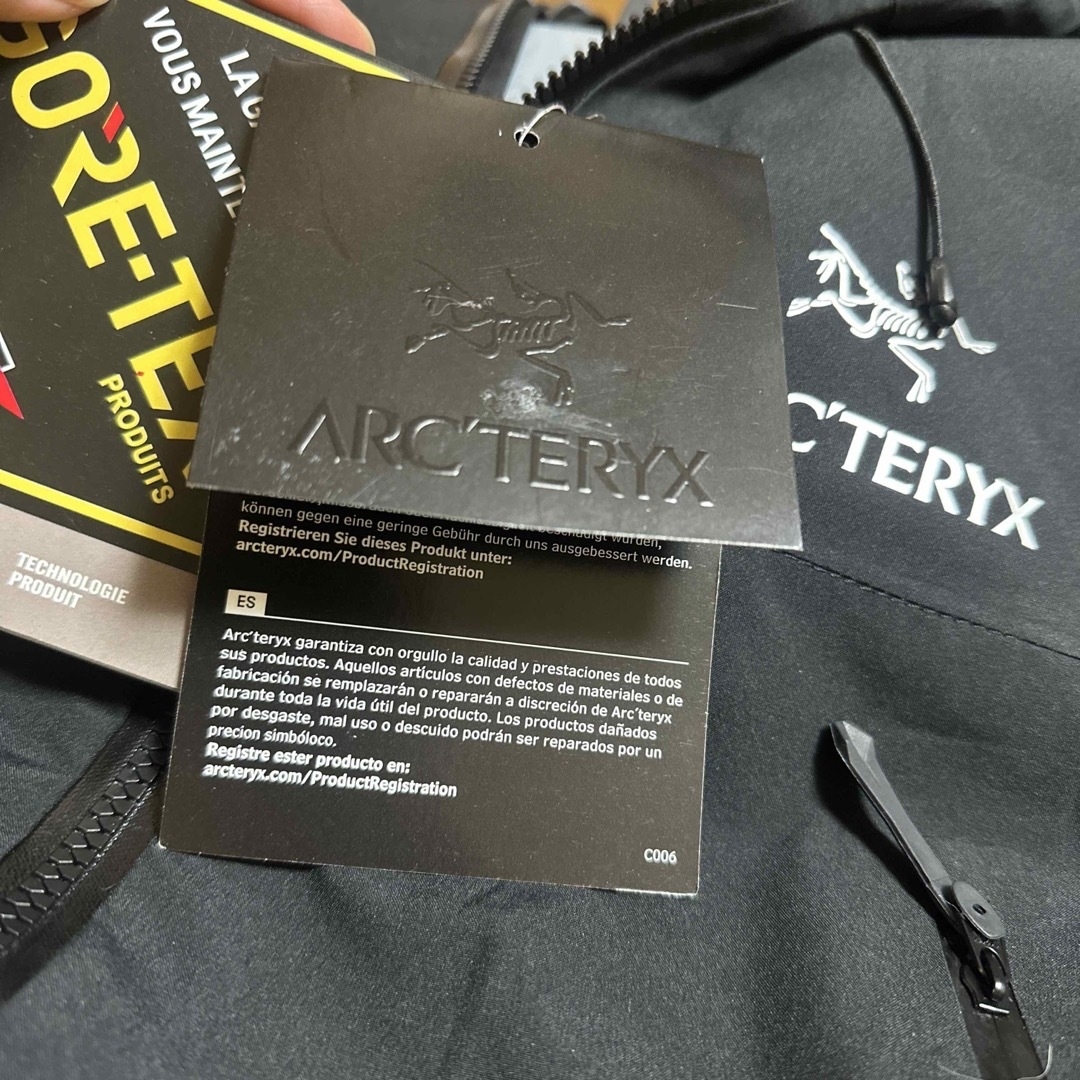 GORE-TEX
PRODUITS
LA
VOUS MAINT
TECHNOLOGIE
PRODUIT
ARC'TERYX
C'TERYX
können gegen eine geringe Gebühr durch uns ausgebessert werden.
Registrieren Sie dieses Produkt unter:
arcteryx.com/ProductRegistration
ES
Arc'teryx garantiza con orgullo la calidad y prestaciones de todos
sus productos. Aquellos artículos con defectos de materiales o de
fabricación se remplazarán o repararán a discreción de Arc'teryx
durante toda la vida útil del producto. Los productos dañados
por desgaste, mal uso o descuido podrán ser reparados por un
precion simbóloco.
Registre ester producto en:
arcteryx.com/ProductRegistration
C006